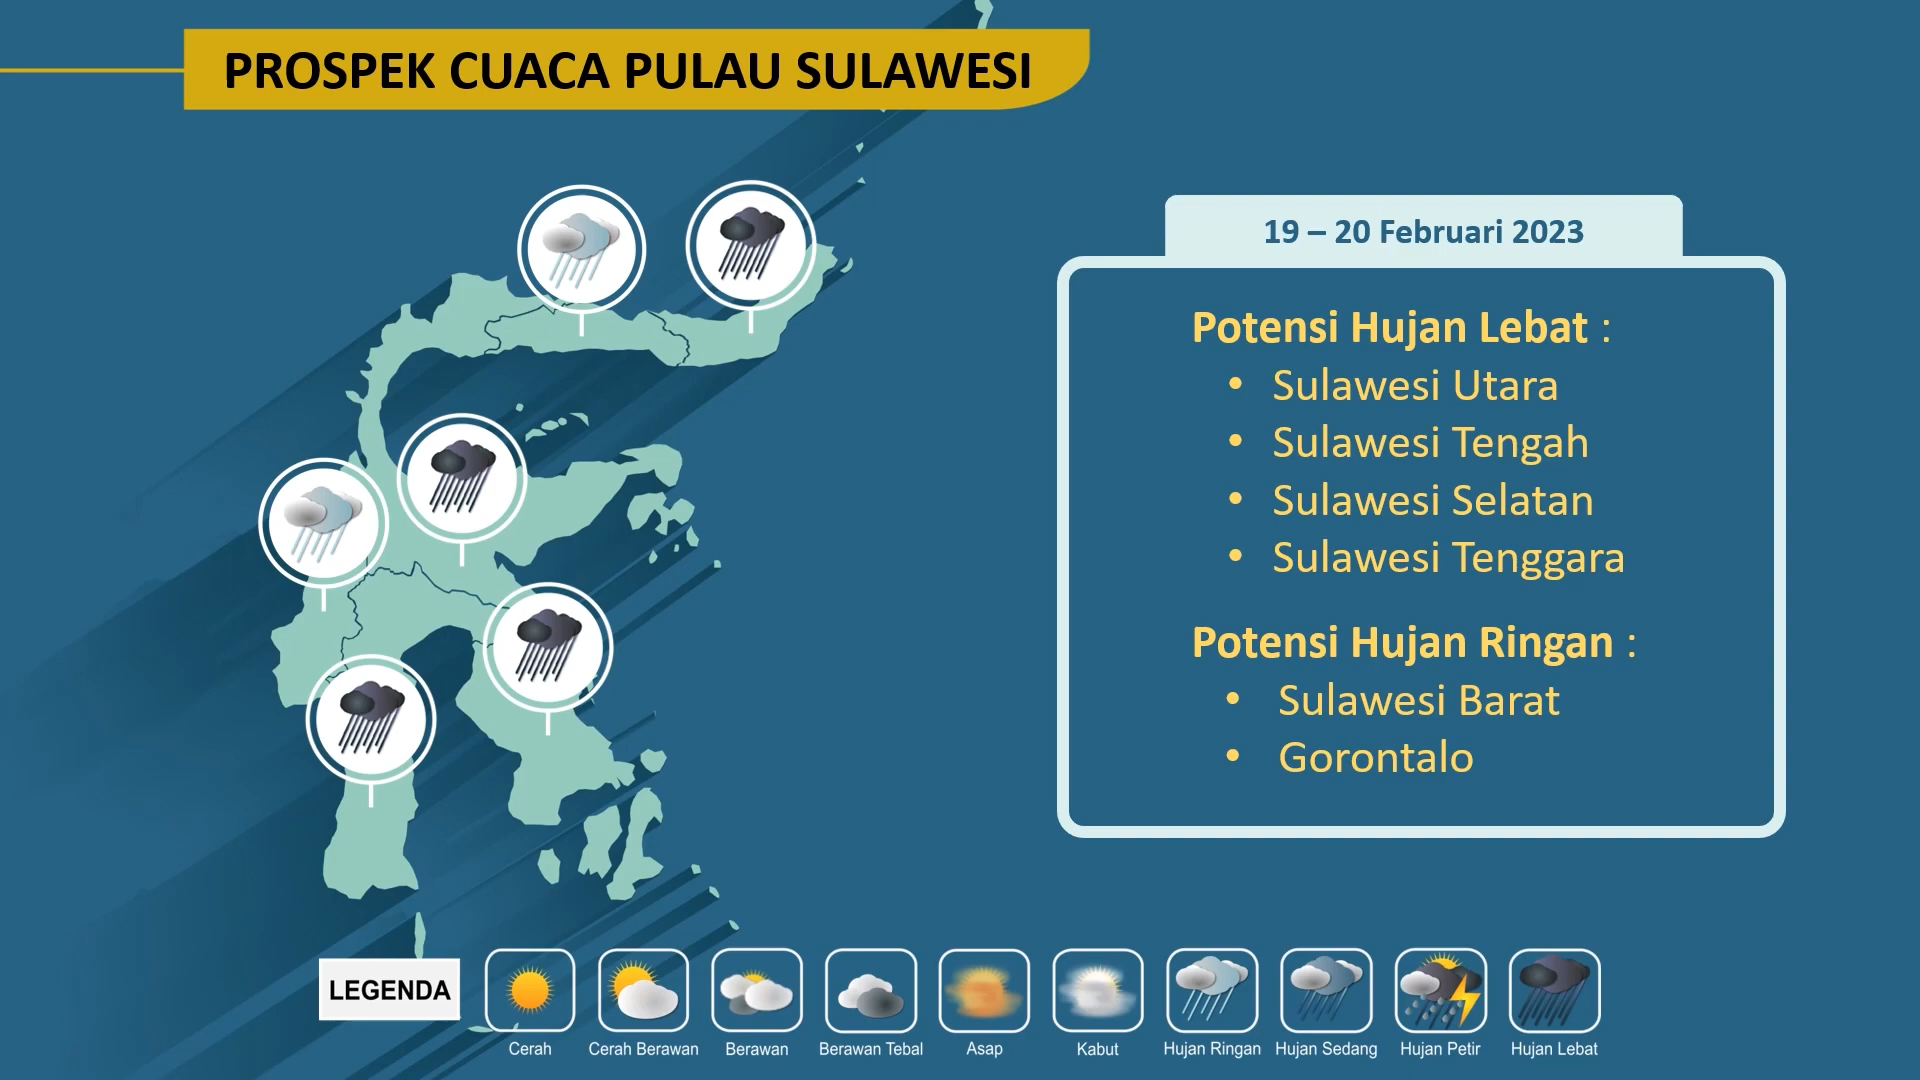 PROSPEK CUACA PULAU SULAWESI
19 – 20 Februari 2023
Potensi Hujan Lebat :
• Sulawesi Utara
• Sulawesi Tengah
• Sulawesi Selatan
• Sulawesi Tenggara
Potensi Hujan Ringan :
• Sulawesi Barat
• Gorontalo
LEGENDA
Cerah
Cerah Berawan
Berawan
Berawan Tebal
Asap
Kabut
Hujan Ringan
Hujan Sedang
Hujan Petir
Hujan Lebat